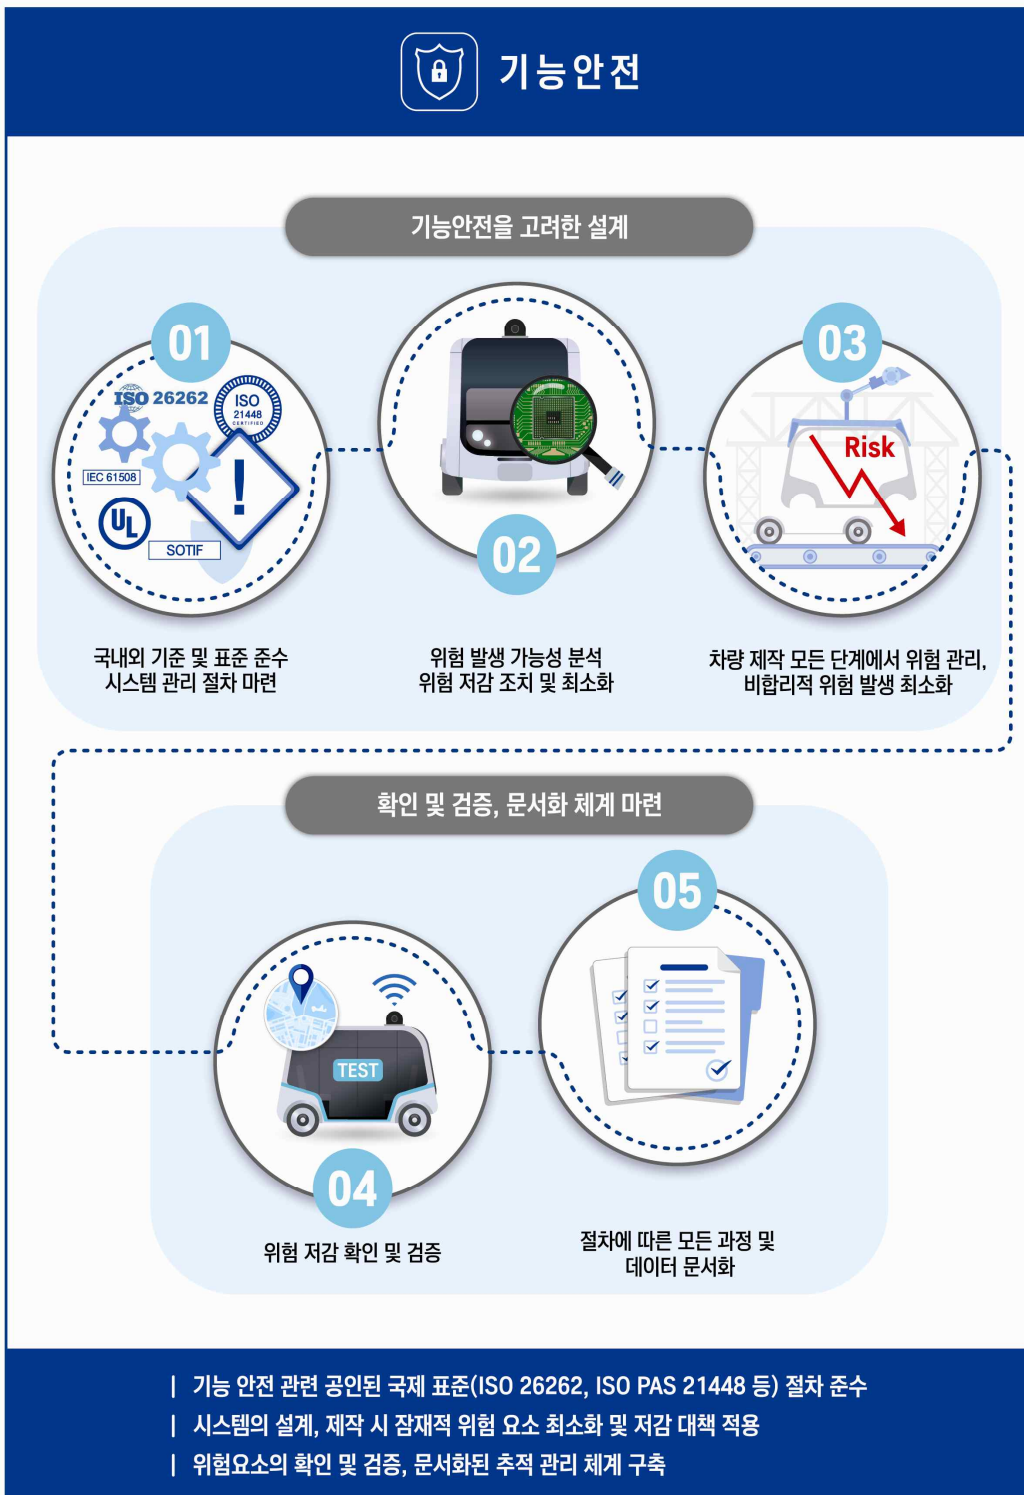 기능안전
기능안전을 고려한 설계
01
ISO 26262
ISO
21448
CERTIFIED
IEC 61508
UL
SOTIF
국내외 기준 및 표준 준수
시스템 관리 절차 마련
02
위험 발생 가능성 분석
위험 저감 조치 및 최소화
03
Risk
차량 제작 모든 단계에서 위험 관리,
비합리적 위험 발생 최소화
확인 및 검증, 문서화 체계 마련
TEST
04
위험 저감 확인 및 검증
05
절차에 따른 모든 과정 및
데이터 문서화
| 기능 안전 관련 공인된 국제 표준(ISO 26262, ISO PAS 21448 등) 절차 준수
| 시스템의 설계, 제작 시 잠재적 위험 요소 최소화 및 저감 대책 적용
| 위험요소의 확인 및 검증, 문서화된 추적 관리 체계 구축